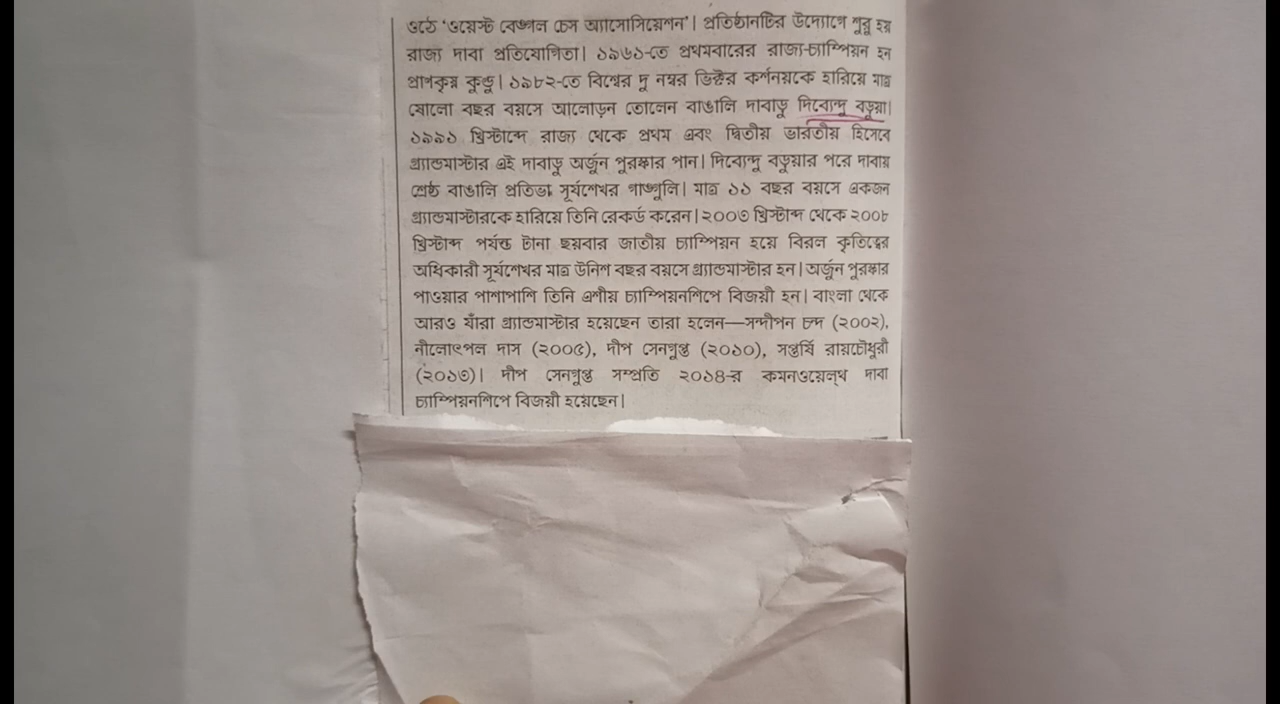 ওঠে ‘ওয়েস্ট বেঙ্গল চেস অ্যাসোসিয়েশন’। প্রতিষ্ঠানটির উদ্যোগে শুরু হয়
রাজ্য দাবা প্রতিযোগিতা। ১৯৬১-তে প্রথমবারের রাজ্য-চ্যাম্পিয়ন হন
প্রাণকৃষ্ণ কুণ্ডু। ১৯৮২-তে বিশ্বের দু নম্বর ভিক্টর কর্শনয়কে হারিয়ে মাত্র
ষোলো বছর বয়সে আলোড়ন তোলেন বাঙালি দাবাড়ু দিব্যেন্দু বড়ুয়া।
১৯৯১ খ্রিস্টাব্দে রাজ্য থেকে প্রথম এবং দ্বিতীয় ভারতীয় হিসেবে
গ্র্যান্ডমাস্টার এই দাবাড়ু অর্জুন পুরস্কার পান। দিব্যেন্দু বড়ুয়ার পরে দাবায়
শ্রেষ্ঠ বাঙালি প্রতিভা সূর্যশেখর গাঙ্গুলি। মাত্র ১১ বছর বয়সে একজন
গ্র্যান্ডমাস্টারকে হারিয়ে তিনি রেকর্ড করেন। ২০০৩ খ্রিস্টাব্দ থেকে ২০০৮
খ্রিস্টাব্দ পর্যন্ত টানা ছয়বার জাতীয় চ্যাম্পিয়ন হয়ে বিরল কৃতিত্বের
অধিকারী সূর্যশেখর মাত্র উনিশ বছর বয়সে গ্র্যান্ডমাস্টার হন। অর্জুন পুরস্কার
পাওয়ার পাশাপাশি তিনি এশীয় চ্যাম্পিয়নশিপে বিজয়ী হন। বাংলা থেকে
আরও যাঁরা গ্র্যান্ডমাস্টার হয়েছেন তারা হলেন—সন্দীপন চন্দ (২০০২),
নীলোৎপল দাস (২০০৫), দীপ সেনগুপ্ত (২০১০), সপ্তর্ষি রায়চৌধুরী
(২০১৩)। দীপ সেনগুপ্ত সম্প্রতি ২০১৪-র কমনওয়েল্‌থ দাবা
চ্যাম্পিয়নশিপে বিজয়ী হয়েছেন।